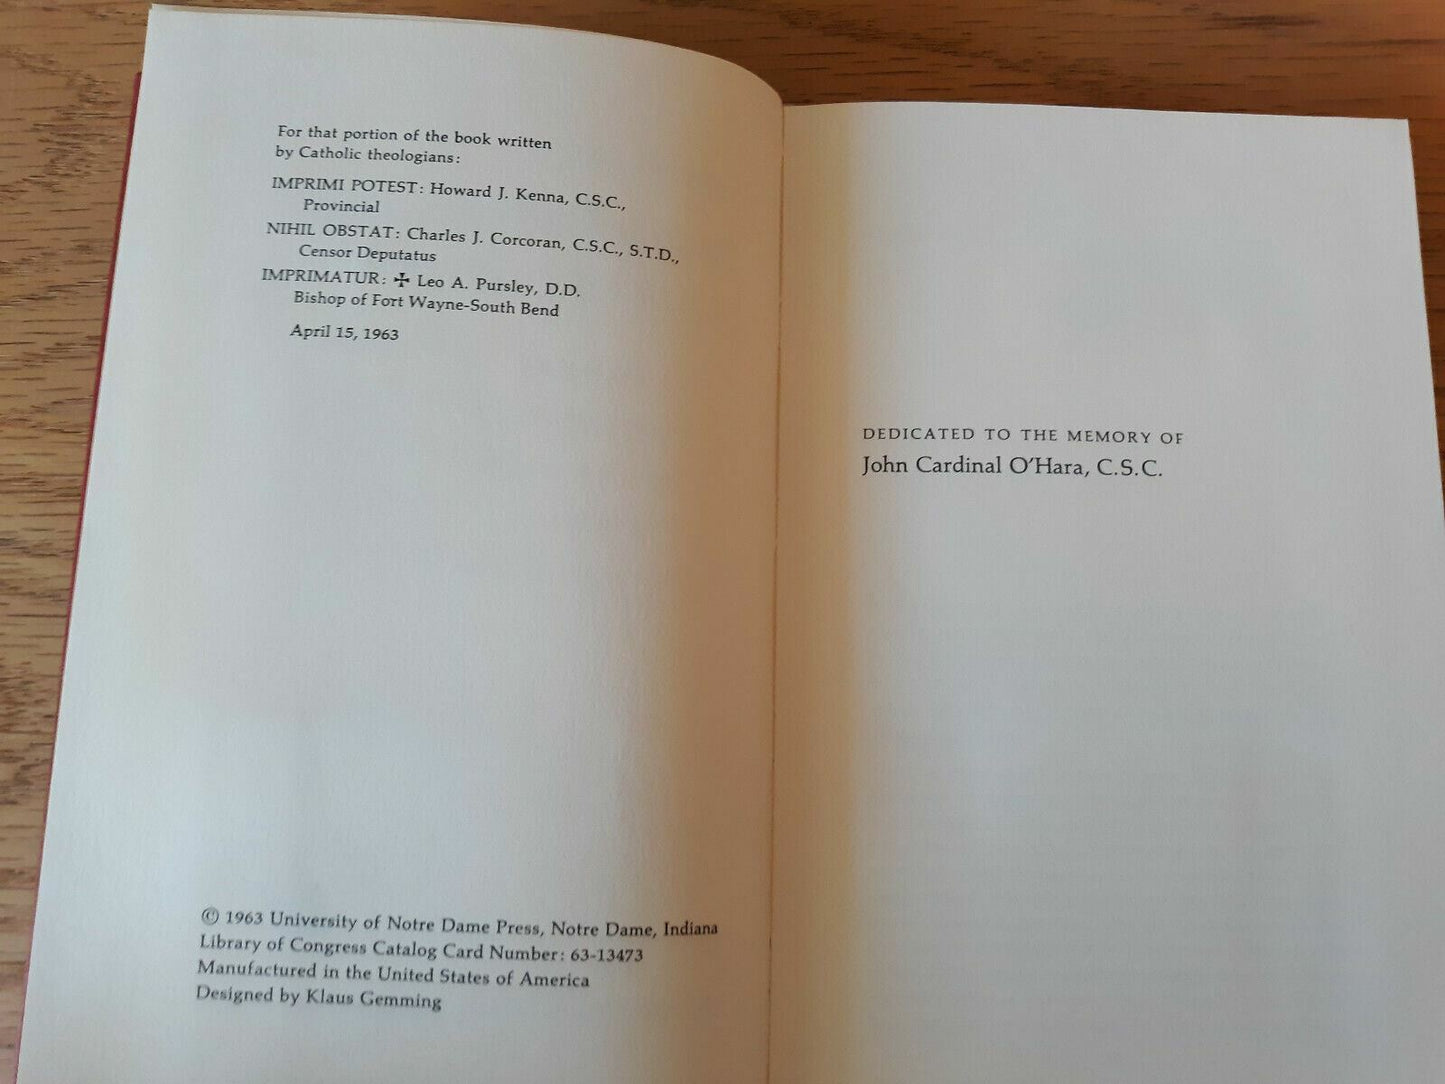 For that portion of the book written
by Catholic theologians:
IMPRIMI POTEST: Howard J. Kenna, C.S.C.,
Provincial
NIHIL OBSTAT: Charles J. Corcoran, C.S.C., S.T.D.,
Censor Deputatus
IMPRIMATUR: ✠ Leo A. Pursley, D.D.
Bishop of Fort Wayne-South Bend
April 15, 1963
© 1963 University of Notre Dame Press, Notre Dame, Indiana
Library of Congress Catalog Card Number: 63-13473
Manufactured in the United States of America
Designed by Klaus Gemming
DEDICATED TO THE MEMORY OF
John Cardinal O'Hara, C.S.C.